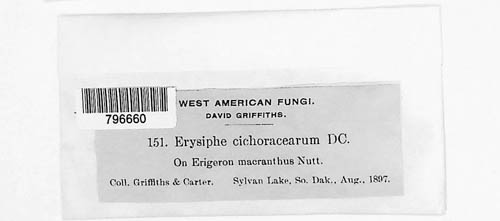 WEST AMERICAN FUNGI.
DAVID GRIFFITHS.
796660
151. Erysiphe cichoracearum DC.
On Erigeron macranthus Nutt.
Coll. Griffiths & Carter. Sylvan Lake, So. Dak., Aug., 1897.